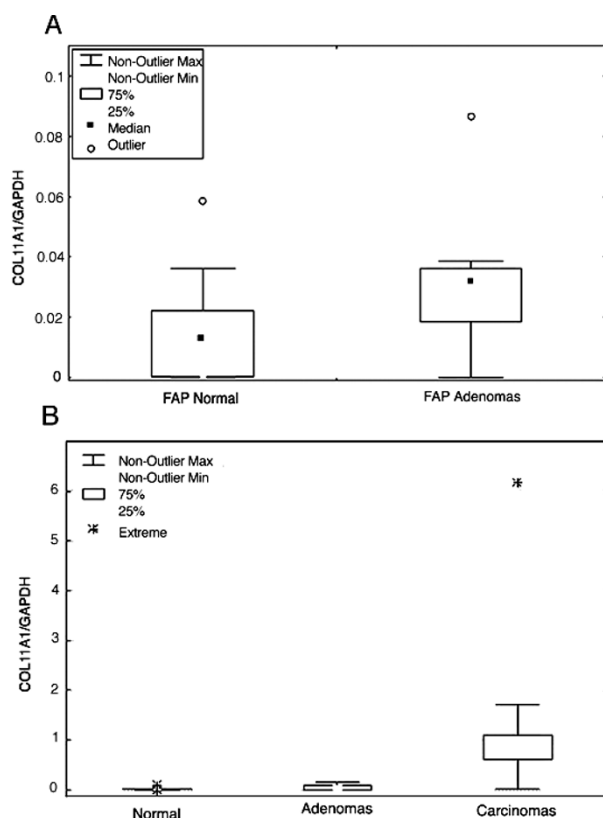 A
Non-Outlier Max
Non-Outlier Min
75%
25%
Median
Outlier
0.1
0.08
0.06
0.04
0.02
0
COL11A1/GAPDH
FAP Normal
FAP Adenomas
B
Non-Outlier Max
Non-Outlier Min
75%
25%
Extreme
6
5
4
3
2
1
0
COL11A1/GAPDH
Normal
Adenomas
Carcinomas